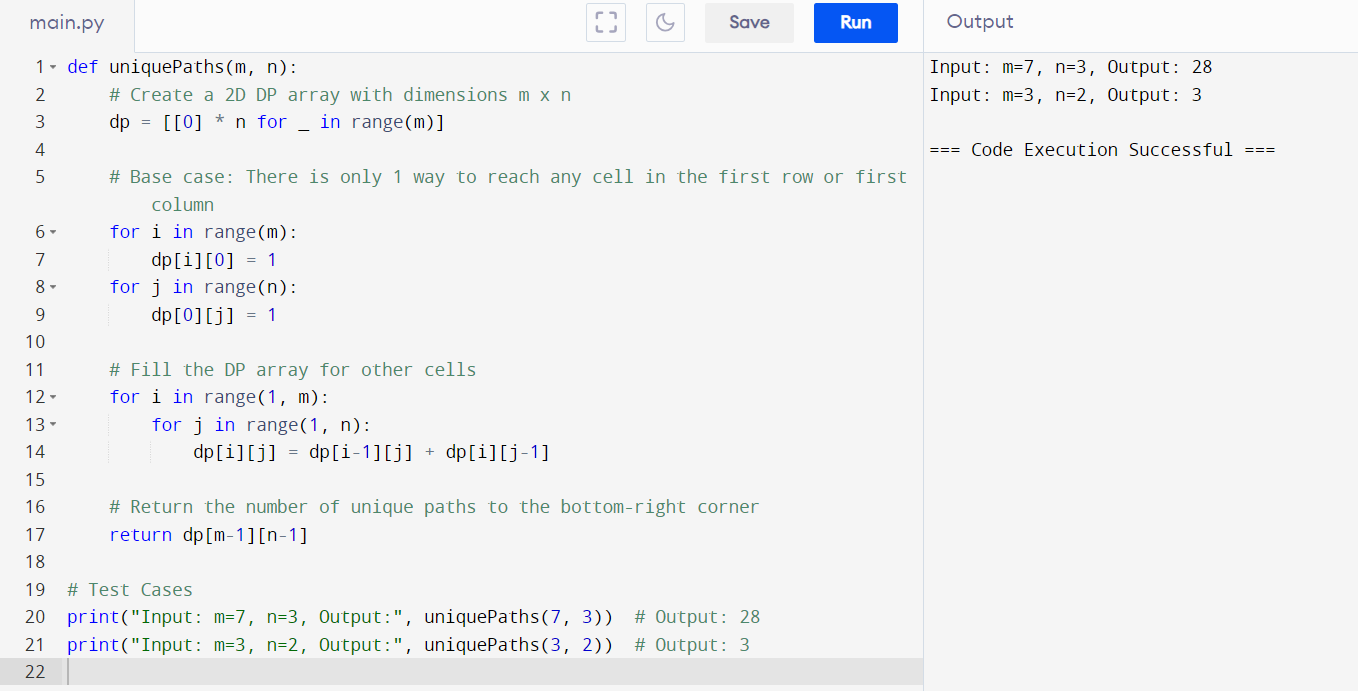 main.py
Save
Run
Output
1 def uniquePaths(m, n):
2     # Create a 2D DP array with dimensions m x n
3     dp = [[0] * n for _ in range(m)]
4
5     # Base case: There is only 1 way to reach any cell in the first row or first
        column
6     for i in range(m):
7         dp[i][0] = 1
8     for j in range(n):
9         dp[0][j] = 1
10
11     # Fill the DP array for other cells
12     for i in range(1, m):
13         for j in range(1, n):
14             dp[i][j] = dp[i-1][j] + dp[i][j-1]
15
16     # Return the number of unique paths to the bottom-right corner
17     return dp[m-1][n-1]
18
19 # Test Cases
20 print("Input: m=7, n=3, Output:", uniquePaths(7, 3))  # Output: 28
21 print("Input: m=3, n=2, Output:", uniquePaths(3, 2))  # Output: 3
22
Input: m=7, n=3, Output: 28
Input: m=3, n=2, Output: 3
=== Code Execution Successful ===